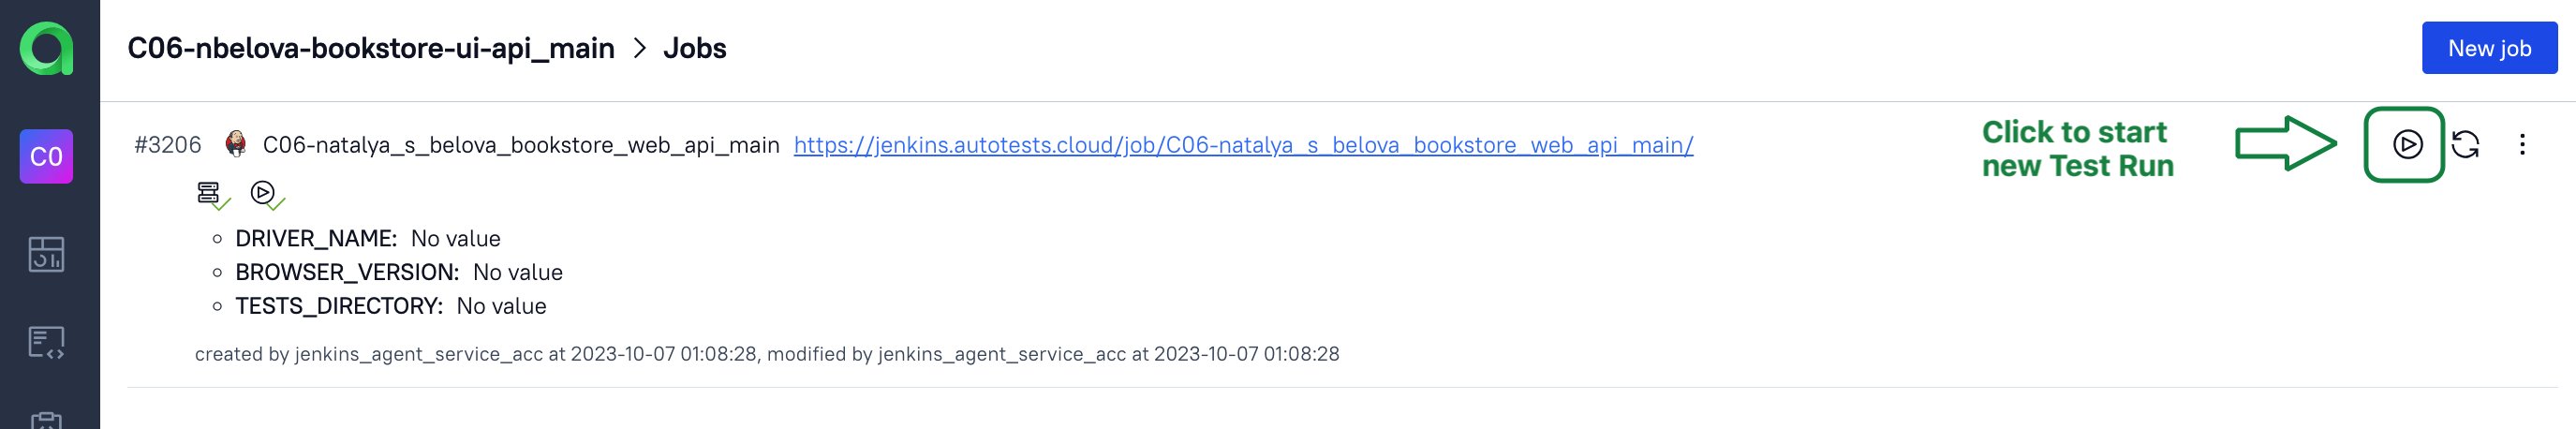 C06-nbelova-bookstore-ui-api_main > Jobs
New job
#3206 C06-natalya_s_belova_bookstore_web_api_main https://jenkins.autotests.cloud/job/C06-natalya_s_belova_bookstore_web_api_main/
Click to start
new Test Run
C0
DRIVER_NAME: No value
BROWSER_VERSION: No value
TESTS_DIRECTORY: No value
created by jenkins_agent_service_acc at 2023-10-07 01:08:28, modified by jenkins_agent_service_acc at 2023-10-07 01:08:28